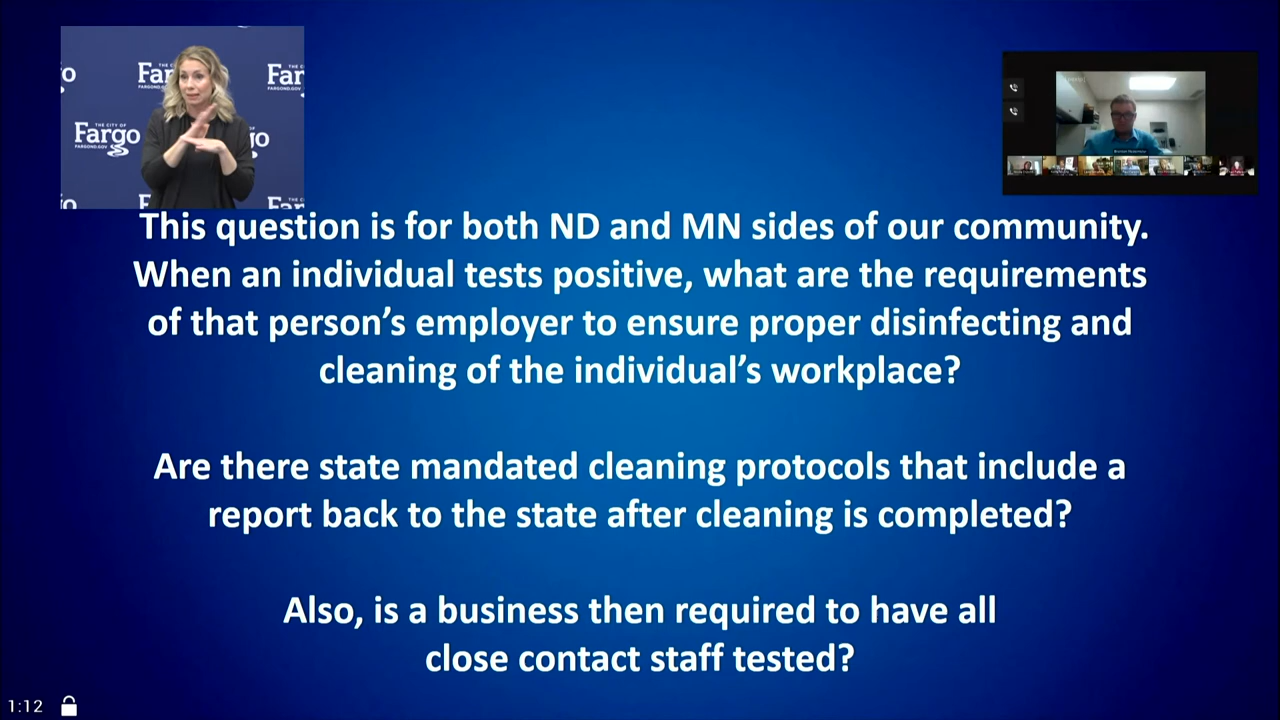 THE CITY OF
Fargo
FARGOND.GOV
This question is for both ND and MN sides of our community.
When an individual tests positive, what are the requirements
of that person's employer to ensure proper disinfecting and
cleaning of the individual's workplace?
Are there state mandated cleaning protocols that include a
report back to the state after cleaning is completed?
Also, is a business then required to have all
close contact staff tested?
1:12